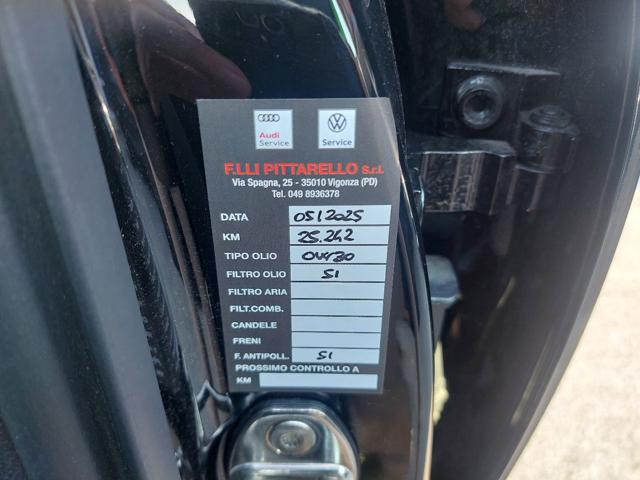 Audi
Service
Service
F.LLI PITTARELLO S.r.l.
Via Spagna, 25 - 35010 Vigonza (PD)
Tel. 049 8936378
DATA 05/2025
KM 25.242
TIPO OLIO 0W30
FILTRO OLIO SI
FILTRO ARIA
FILT.COMB.
CANDELE
FRENI
F. ANTIPOLL. SI
PROSSIMO CONTROLLO A
KM